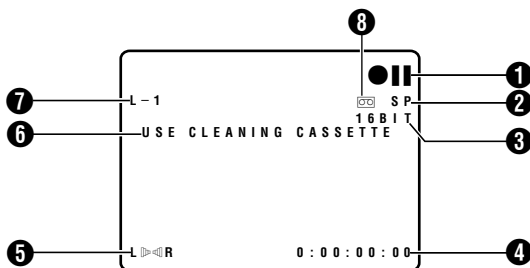 8
1
7 L-1 SP 2
16BIT 3
6 USE CLEANING CASSETTE
5 L R 0:00:00:00 4